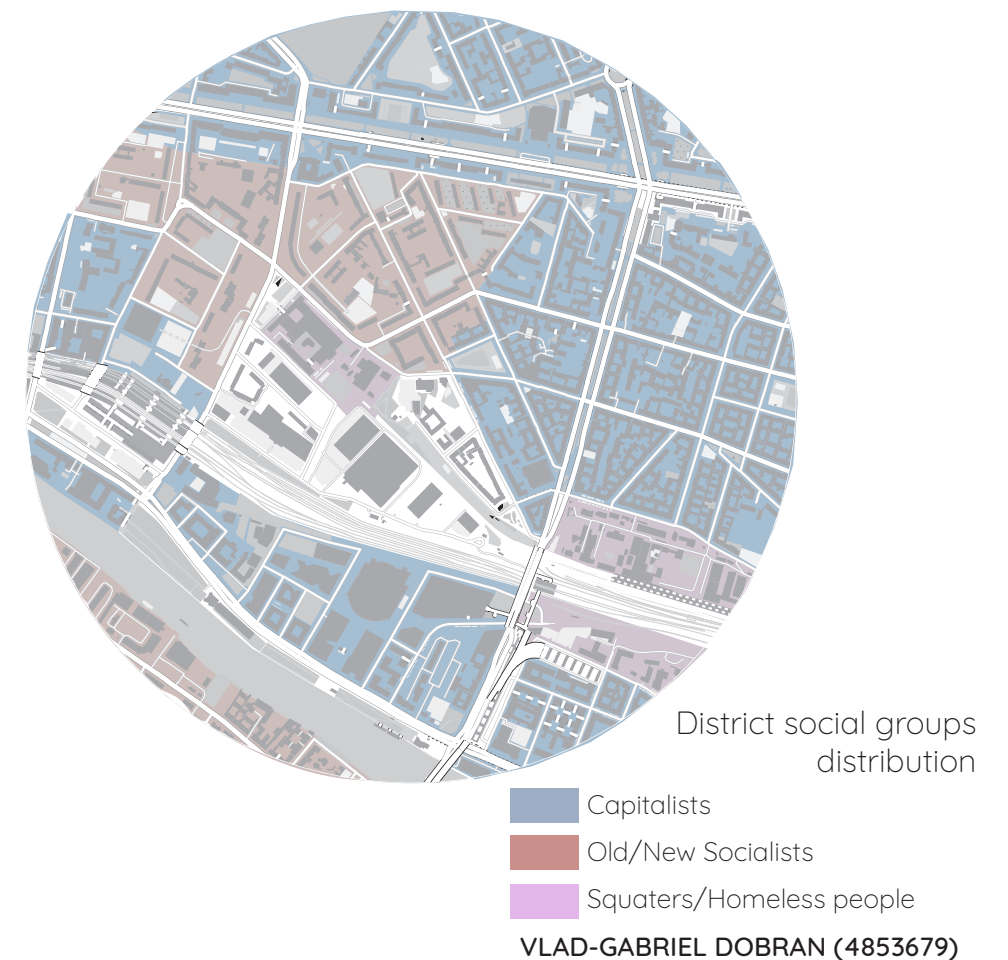 District social groups
distribution
Capitalists
Old/New Socialists
Squaters/Homeless people
VLAD-GABRIEL DOBRAN (4853679)